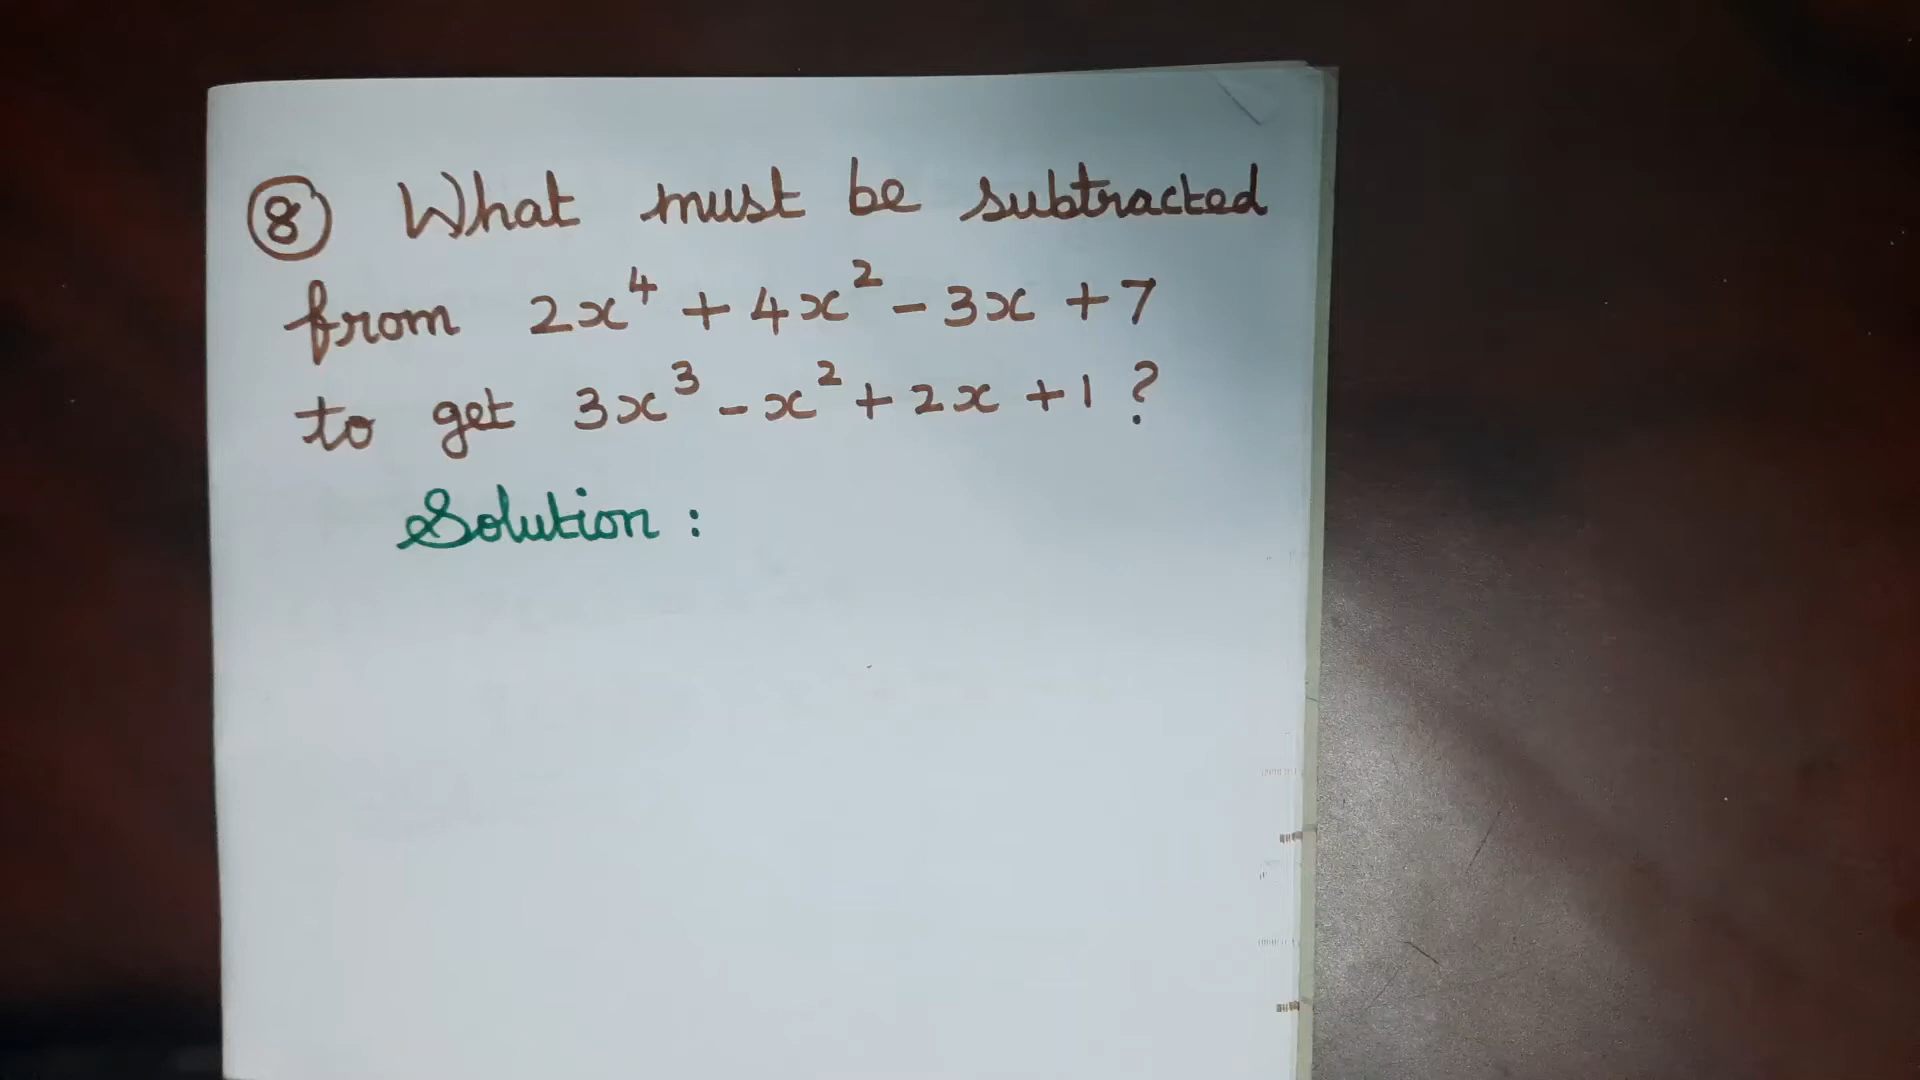 ⑧ What must be subtracted
from 2x⁴ + 4x² - 3x + 7
to get 3x³ - x² + 2x + 1 ?
Solution :